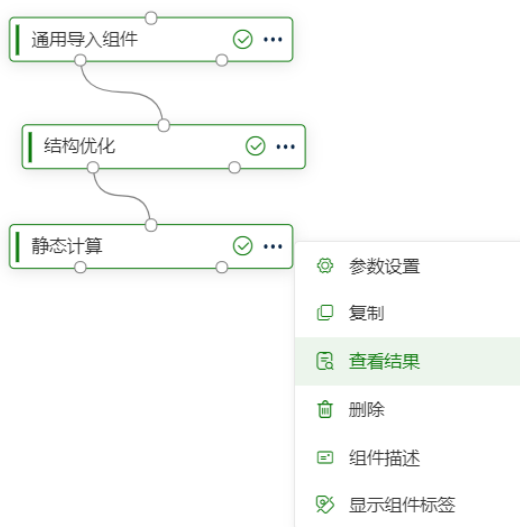 通用导入组件
结构优化
静态计算
参数设置
复制
查看结果
删除
组件描述
显示组件标签